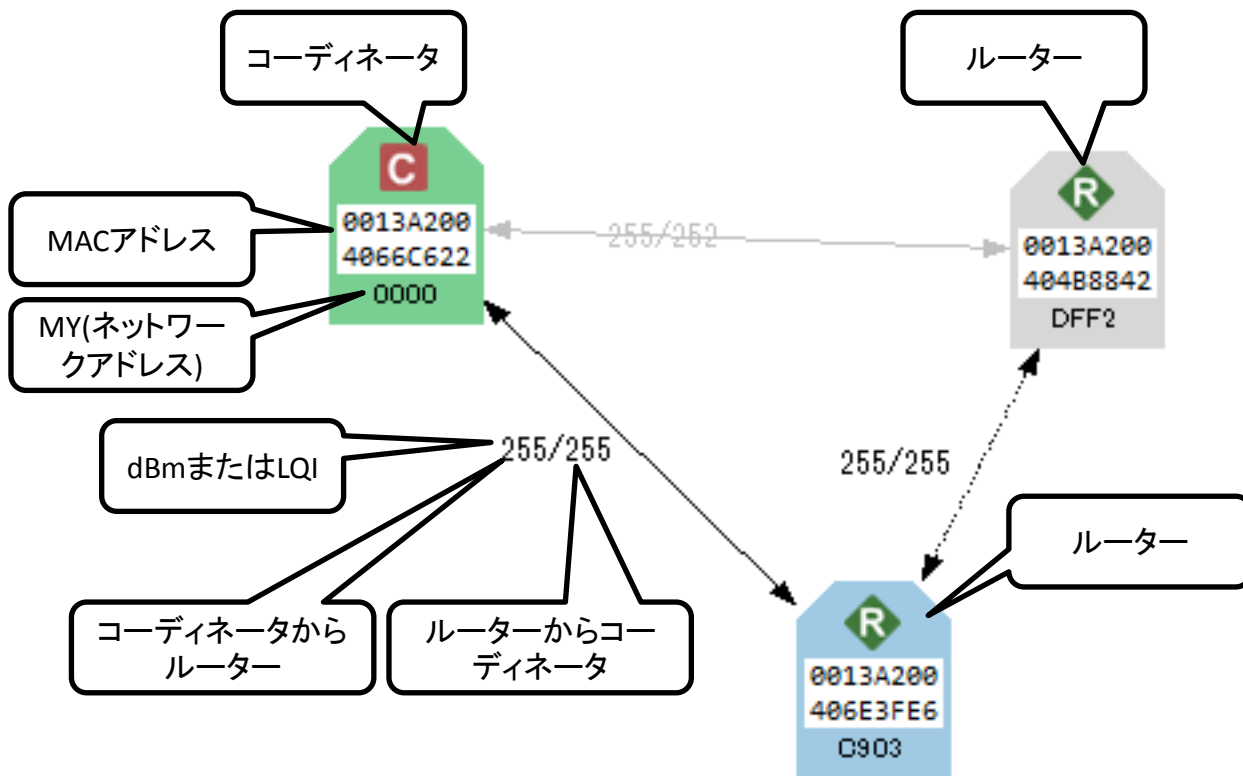 コーディネータ
ルーター
C
R
MACアドレス
0013A200
4066C622
0000
255/252
0013A200
404B8842
DFF2
MY(ネットワー
クアドレス)
dBmまたはLQI
255/255
255/255
ルーター
コーディネータから
ルーター
ルーターからコー
ディネータ
R
0013A200
406E3FE6
C903